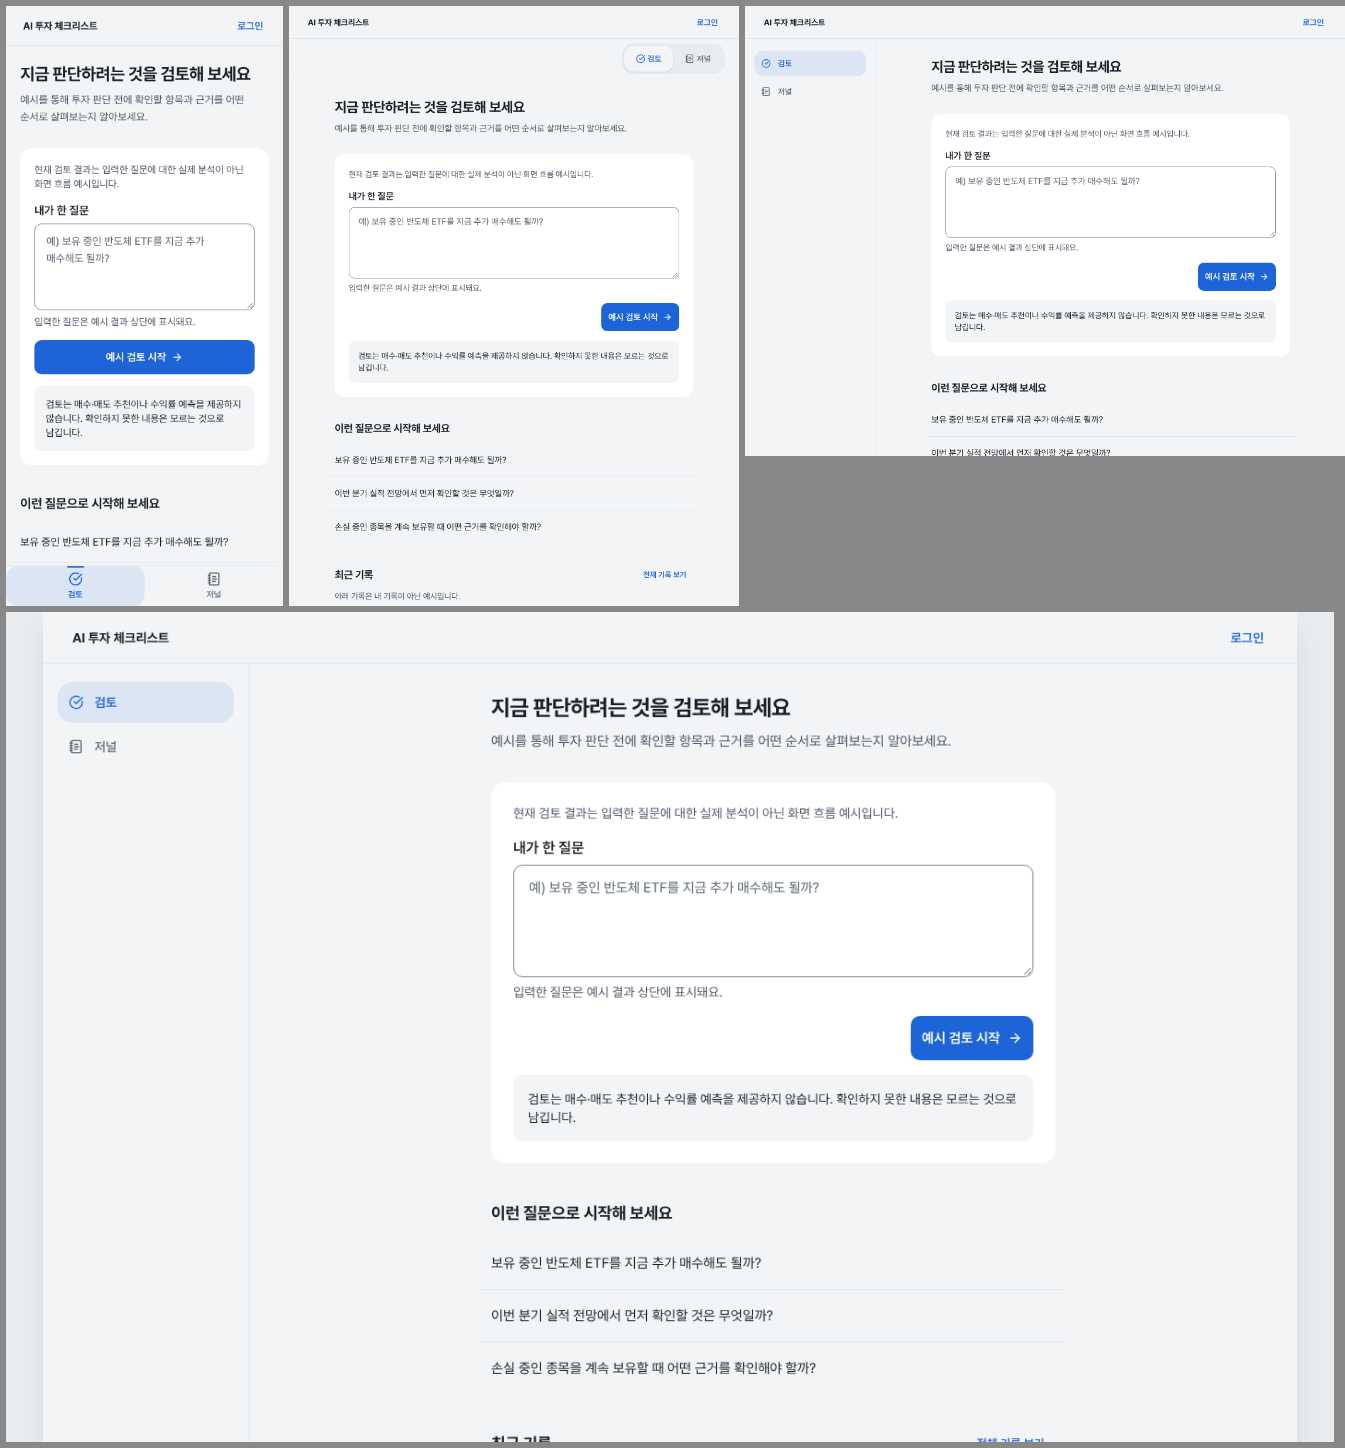 AI 투자 체크리스트
로그인
지금 판단하려는 것을 검토해 보세요
예시를 통해 투자 판단 전에 확인할 항목과 근거를 어떤
순서로 살펴보는지 알아보세요.
현재 검토 결과는 입력한 질문에 대한 실제 분석이 아닌
화면 흐름 예시입니다.
내가 한 질문
예) 보유 중인 반도체 ETF를 지금 추가
매수해도 될까?
입력한 질문은 예시 결과 상단에 표시돼요.
예시 검토 시작 →
검토는 매수·매도 추천이나 수익률 예측을 제공하지
않습니다. 확인하지 못한 내용은 모르는 것으로
남깁니다.
이런 질문으로 시작해 보세요
보유 중인 반도체 ETF를 지금 추가 매수해도 될까?
검토
저널
AI 투자 체크리스트
로그인
검토
저널
지금 판단하려는 것을 검토해 보세요
예시를 통해 투자 판단 전에 확인할 항목과 근거를 어떤 순서로 살펴보는지 알아보세요.
현재 검토 결과는 입력한 질문에 대한 실제 분석이 아닌 화면 흐름 예시입니다.
내가 한 질문
예) 보유 중인 반도체 ETF를 지금 추가 매수해도 될까?
입력한 질문은 예시 결과 상단에 표시돼요.
예시 검토 시작 →
검토는 매수·매도 추천이나 수익률 예측을 제공하지 않습니다. 확인하지 못한 내용은 모르는 것으로
남깁니다.
이런 질문으로 시작해 보세요
보유 중인 반도체 ETF를 지금 추가 매수해도 될까?
이번 분기 실적 전망에서 먼저 확인할 것은 무엇일까?
손실 중인 종목을 계속 보유할 때 어떤 근거를 확인해야 할까?
최근 기록
전체 기록 보기
아래 기록은 내 기록이 아닌 예시입니다.
AI 투자 체크리스트
로그인
검토
저널
지금 판단하려는 것을 검토해 보세요
예시를 통해 투자 판단 전에 확인할 항목과 근거를 어떤 순서로 살펴보는지 알아보세요.
현재 검토 결과는 입력한 질문에 대한 실제 분석이 아닌 화면 흐름 예시입니다.
내가 한 질문
예) 보유 중인 반도체 ETF를 지금 추가 매수해도 될까?
입력한 질문은 예시 결과 상단에 표시돼요.
예시 검토 시작 →
검토는 매수·매도 추천이나 수익률 예측을 제공하지 않습니다. 확인하지 못한 내용은 모르는 것으로
남깁니다.
이런 질문으로 시작해 보세요
보유 중인 반도체 ETF를 지금 추가 매수해도 될까?
이번 분기 실적 전망에서 먼저 확인할 것은 무엇일까?
AI 투자 체크리스트
로그인
검토
저널
지금 판단하려는 것을 검토해 보세요
예시를 통해 투자 판단 전에 확인할 항목과 근거를 어떤 순서로 살펴보는지 알아보세요.
현재 검토 결과는 입력한 질문에 대한 실제 분석이 아닌 화면 흐름 예시입니다.
내가 한 질문
예) 보유 중인 반도체 ETF를 지금 추가 매수해도 될까?
입력한 질문은 예시 결과 상단에 표시돼요.
예시 검토 시작 →
검토는 매수·매도 추천이나 수익률 예측을 제공하지 않습니다. 확인하지 못한 내용은 모르는 것으로
남깁니다.
이런 질문으로 시작해 보세요
보유 중인 반도체 ETF를 지금 추가 매수해도 될까?
이번 분기 실적 전망에서 먼저 확인할 것은 무엇일까?
손실 중인 종목을 계속 보유할 때 어떤 근거를 확인해야 할까?